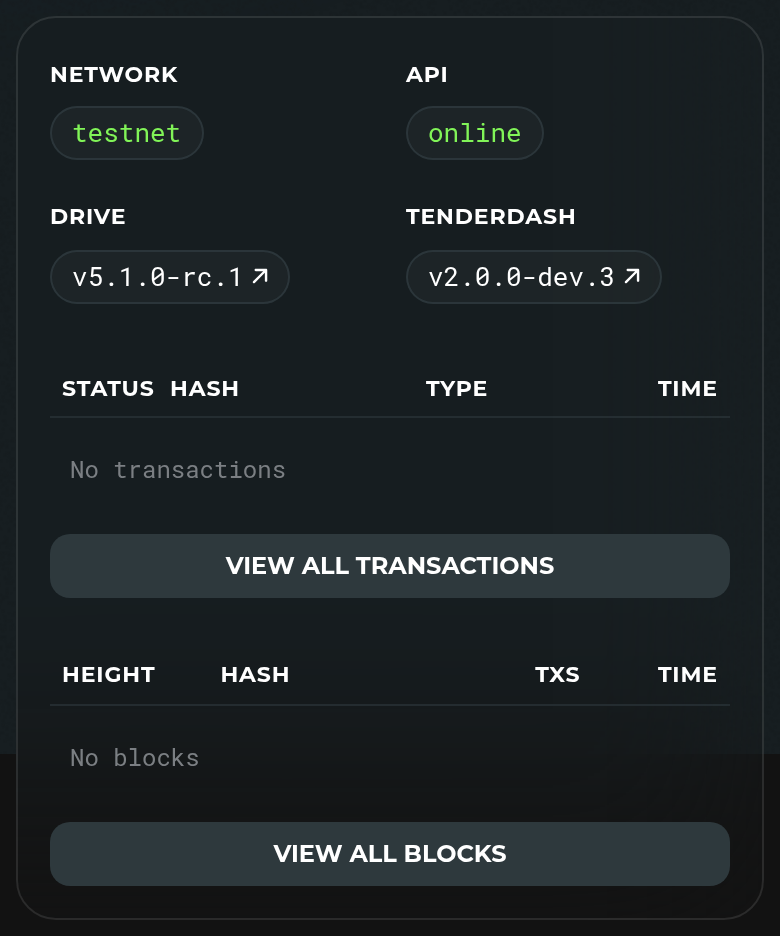 NETWORK API
testnet online
DRIVE TENDERDASH
v5.1.0-rc.1 v2.0.0-dev.3
STATUS HASH TYPE TIME
No transactions
VIEW ALL TRANSACTIONS
HEIGHT HASH TXS TIME
No blocks
VIEW ALL BLOCKS